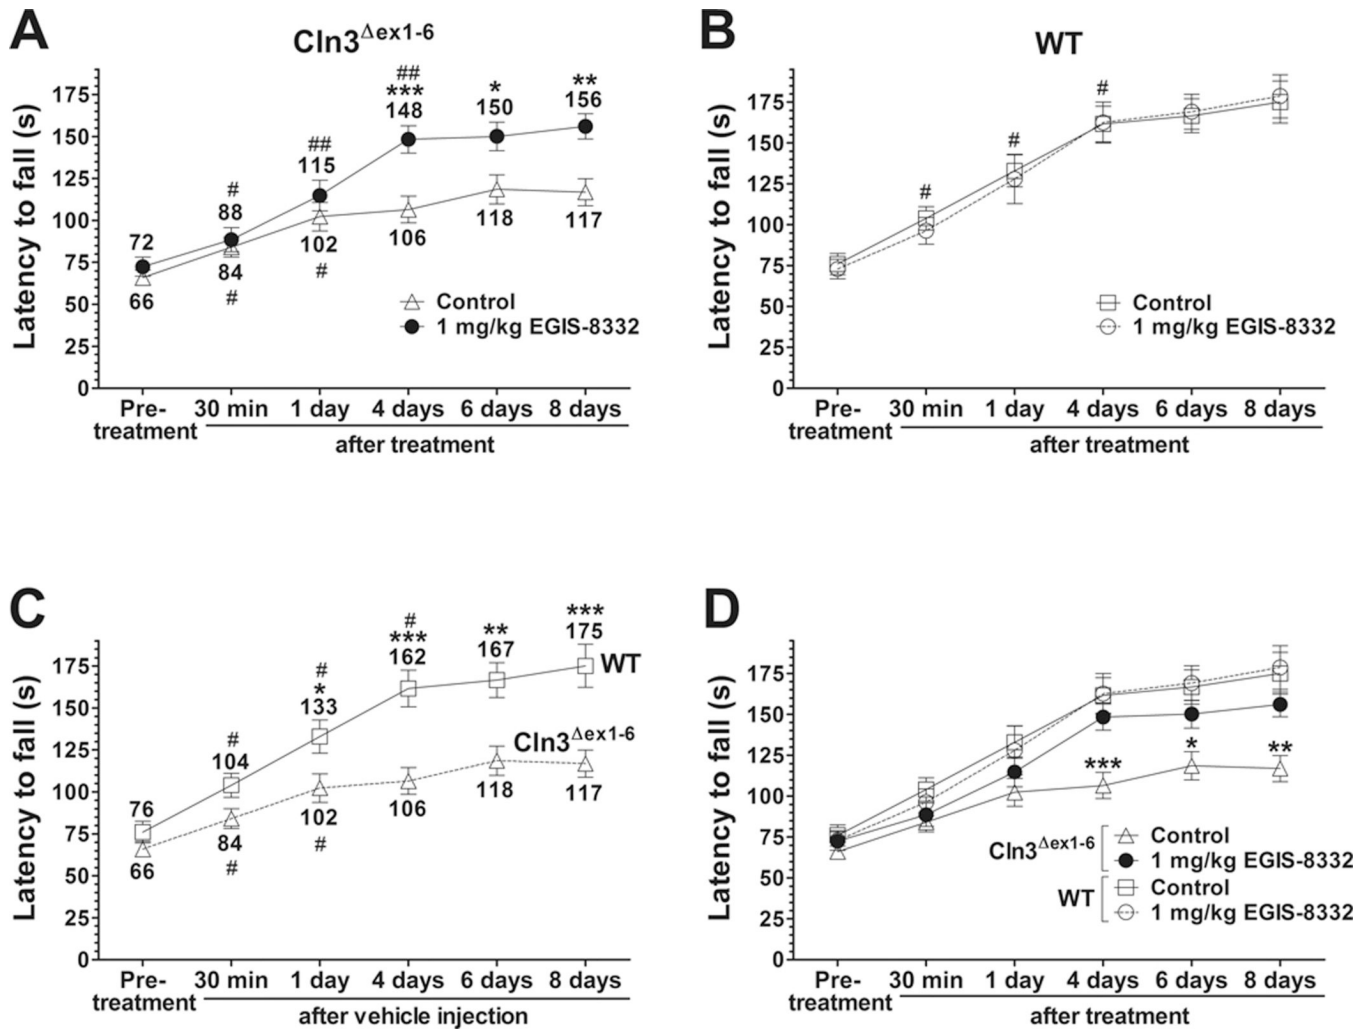 A
Cln3Δex1-6
Latency to fall (s)
175
150
125
100
75
50
25
0
72
66
#
88
84
#
##
115
102
#
##
***
148
106
*
150
118
**
156
117
Control
1 mg/kg EGIS-8332
Pre-
treatment
30 min
1 day
4 days
6 days
8 days
after treatment
B
WT
Latency to fall (s)
175
150
125
100
75
50
25
0
#
#
#
Control
1 mg/kg EGIS-8332
Pre-
treatment
30 min
1 day
4 days
6 days
8 days
after treatment
C
Latency to fall (s)
175
150
125
100
75
50
25
0
76
66
#
104
84
#
#
*
133
102
#
#
***
162
106
**
167
118
***
175
117
WT
Cln3Δex1-6
Pre-
treatment
30 min
1 day
4 days
6 days
8 days
after vehicle injection
D
Latency to fall (s)
175
150
125
100
75
50
25
0
***
*
**
Cln3Δex1-6
Control
1 mg/kg EGIS-8332
WT
Control
1 mg/kg EGIS-8332
Pre-
treatment
30 min
1 day
4 days
6 days
8 days
after treatment